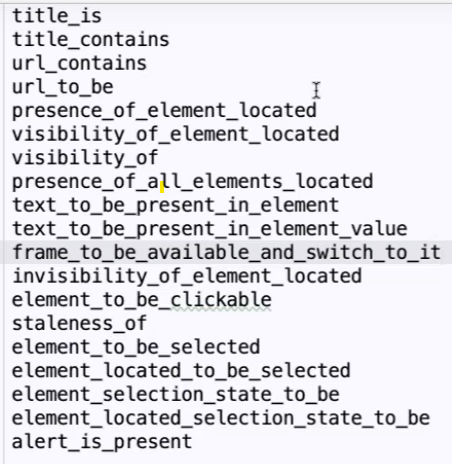 title_is
title_contains
url_contains
url_to_be
presence_of_element_located
visibility_of_element_located
visibility_of
presence_of_all_elements_located
text_to_be_present_in_element
text_to_be_present_in_element_value
frame_to_be_available_and_switch_to_it
invisibility_of_element_located
element_to_be_clickable
staleness_of
element_to_be_selected
element_located_to_be_selected
element_selection_state_to_be
element_located_selection_state_to_be
alert_is_present